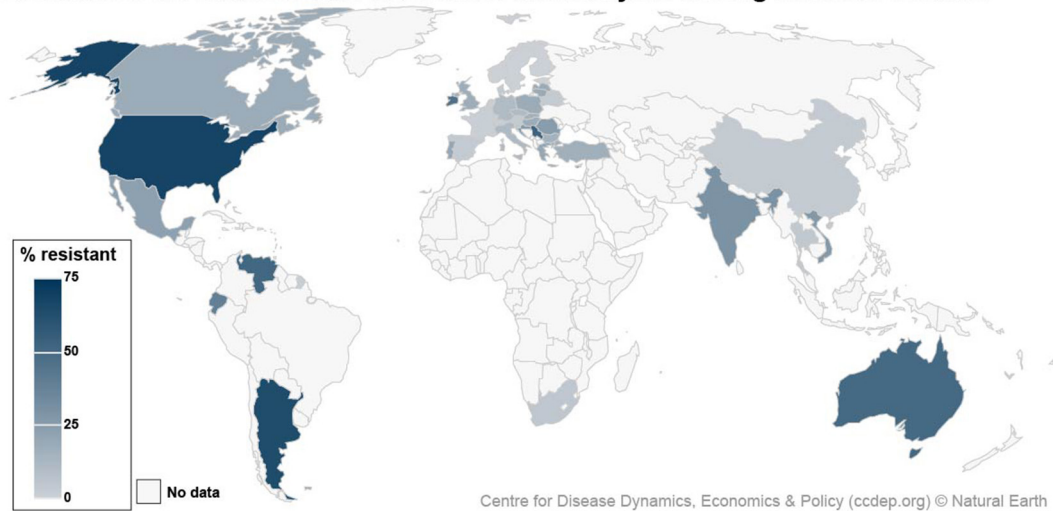 % resistant
75
50
25
0
No data
Centre for Disease Dynamics, Economics & Policy (ccdep.org) © Natural Earth